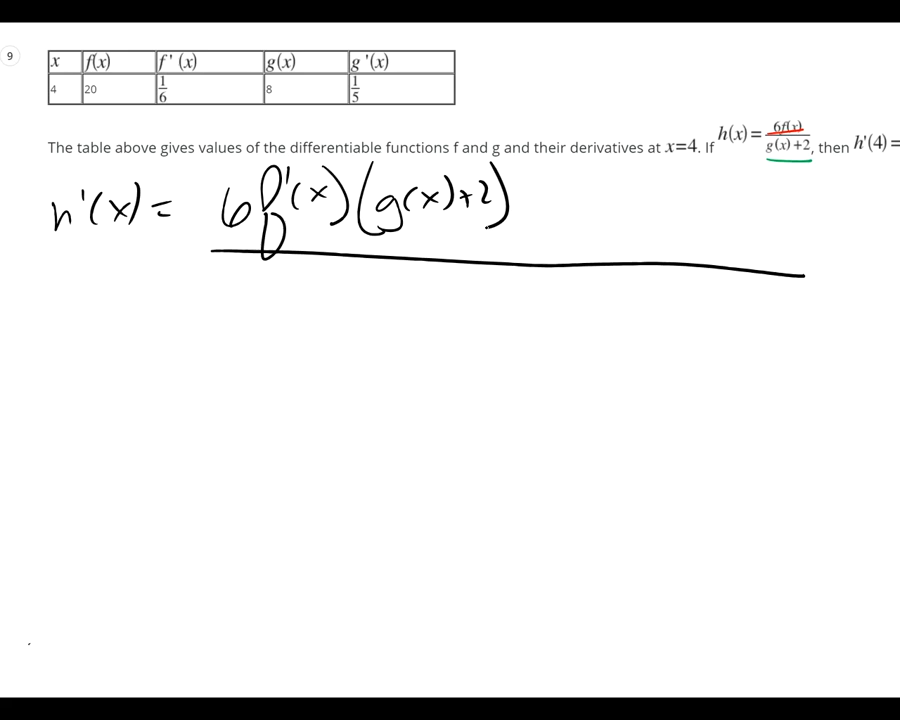 9
x f(x) f'(x) g(x) g'(x)
4 20 1/6 8 1/5
The table above gives values of the differentiable functions f and g and their derivatives at x=4. If h(x)= 6f(x)/g(x)+2, then h'(4)=
h'(x) = 6f'(x)(g(x)+2)